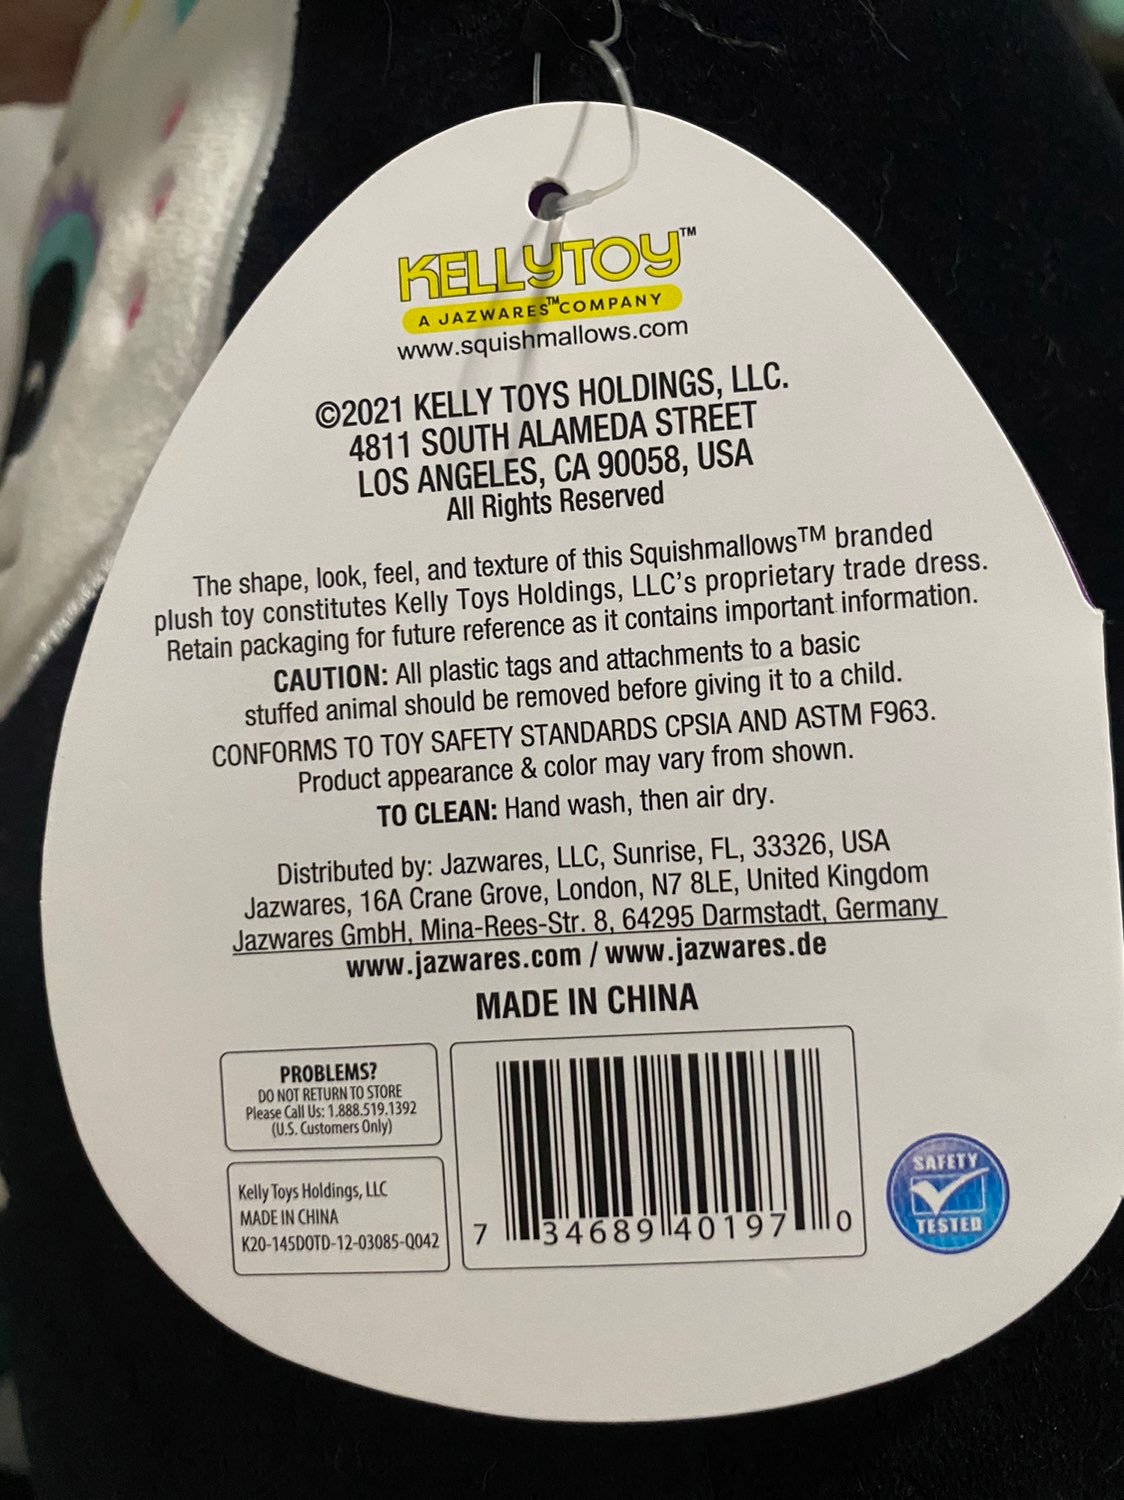 KELLYTOY™
A JAZWARES™ COMPANY
www.squishmallows.com
©2021 KELLY TOYS HOLDINGS, LLC.
4811 SOUTH ALAMEDA STREET
LOS ANGELES, CA 90058, USA
All Rights Reserved
The shape, look, feel, and texture of this Squishmallows™ branded
plush toy constitutes Kelly Toys Holdings, LLC's proprietary trade dress.
Retain packaging for future reference as it contains important information.
CAUTION: All plastic tags and attachments to a basic
stuffed animal should be removed before giving it to a child.
CONFORMS TO TOY SAFETY STANDARDS CPSIA AND ASTM F963.
Product appearance & color may vary from shown.
TO CLEAN: Hand wash, then air dry.
Distributed by: Jazwares, LLC, Sunrise, FL, 33326, USA
Jazwares, 16A Crane Grove, London, N7 8LE, United Kingdom
Jazwares GmbH, Mina-Rees-Str. 8, 64295 Darmstadt, Germany
www.jazwares.com / www.jazwares.de
MADE IN CHINA
PROBLEMS?
DO NOT RETURN TO STORE
Please Call Us: 1.888.519.1392
(U.S. Customers Only)
Kelly Toys Holdings, LLC
MADE IN CHINA
K20-145DOTD-12-03085-Q042
7 34689 40197 0
SAFETY
TESTED